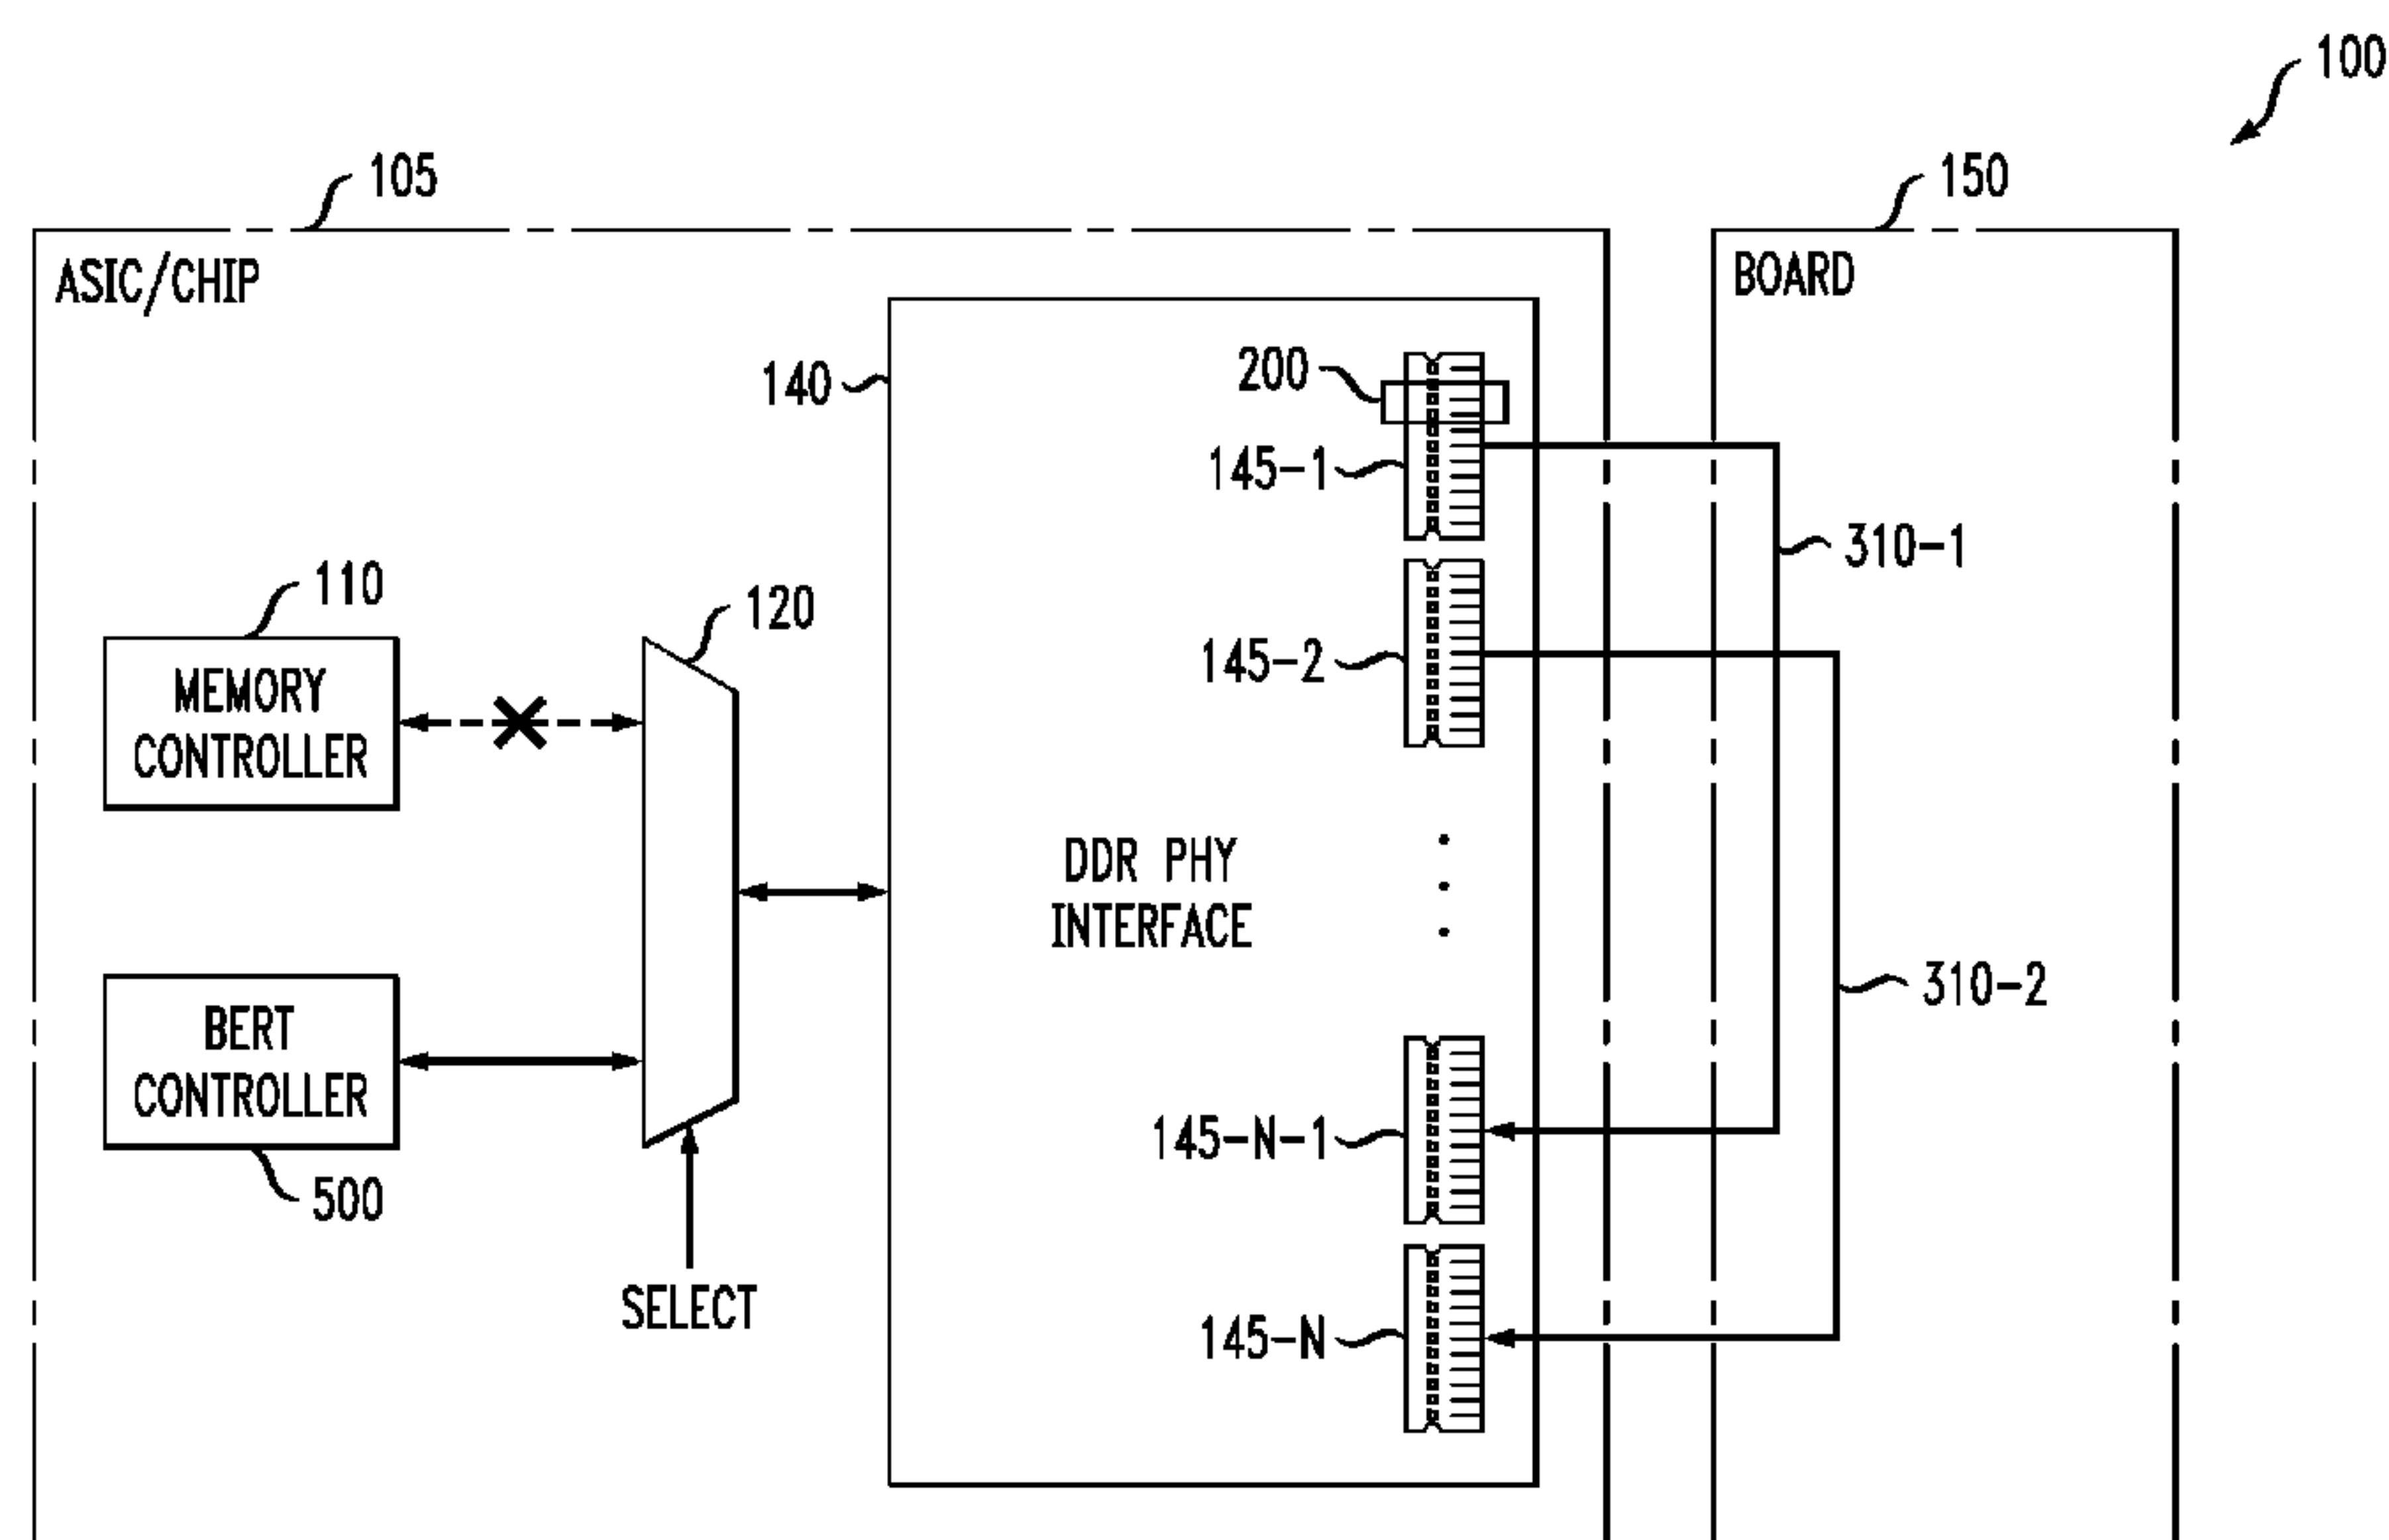 100
105
150
ASIC/CHIP
BOARD
200
140
145-1
310-1
110
120
145-2
MEMORY
CONTROLLER
DDR PHY
INTERFACE
310-2
BERT
CONTROLLER
145-N-1
500
SELECT
145-N